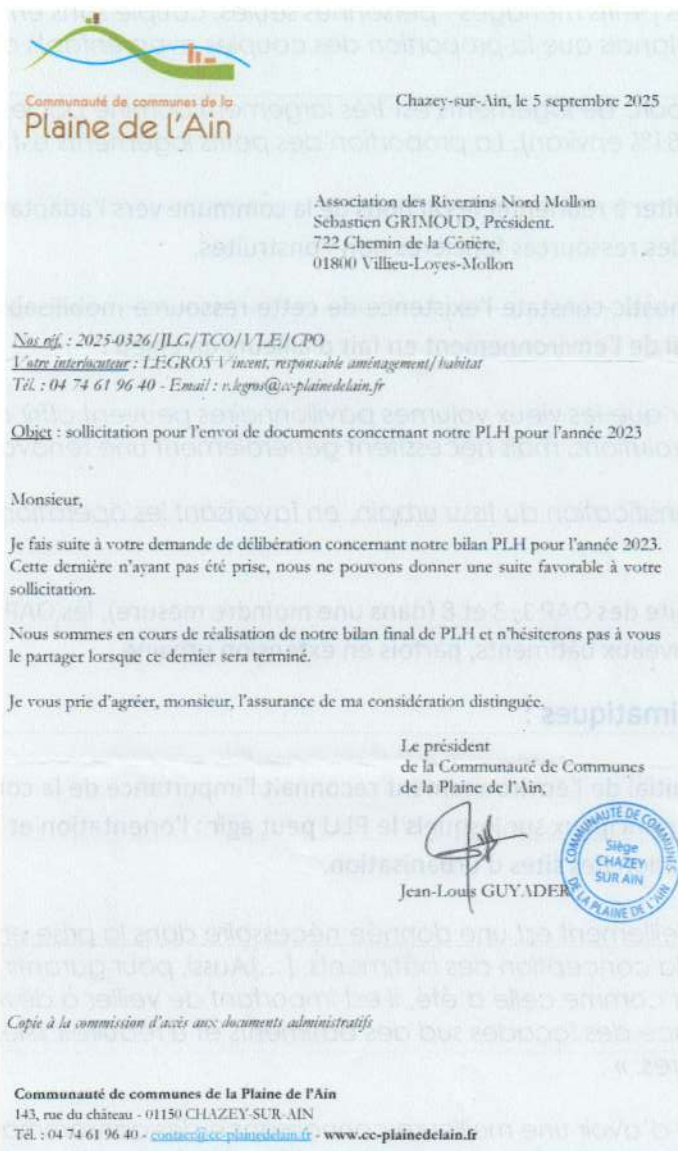 Communauté de communes de la
Plaine de l'Ain
Chazey-sur-Ain, le 5 septembre 2025
Association des Riverains Nord Mollon
Sébastien GRIMOUD, Président.
722 Chemin de la Côtière,
01800 Villieu-Loyes-Mollon
Nos réf. : 2025-0326/JLG/TCO/VLE/CPO
Votre interlocuteur : LEGROS Vincent, responsable aménagement/habitat
Tél. : 04 74 61 96 40 - Email : v.legros@cc-plainedelain.fr
Objet : sollicitation pour l'envoi de documents concernant notre PLH pour l'année 2023
Monsieur,
Je fais suite à votre demande de délibération concernant notre bilan PLH pour l'année 2023.
Cette dernière n'ayant pas été prise, nous ne pouvons donner une suite favorable à votre
sollicitation.
Nous sommes en cours de réalisation de notre bilan final de PLH et n'hésiterons pas à vous
le partager lorsque ce dernier sera terminé.
Je vous prie d'agréer, monsieur, l'assurance de ma considération distinguée.
Le président
de la Communauté de Communes
de la Plaine de l'Ain,
Jean-Louis GUYADER
COMMUNAUTÉ DE COMMUNES
DE LA PLAINE DE L'AIN
Siège
CHAZEY
SUR AIN
Copie à la commission d'accès aux documents administratifs
Communauté de communes de la Plaine de l'Ain
143, rue du château - 01150 CHAZEY-SUR-AIN
Tél. : 04 74 61 96 40 - contact@cc-plainedelain.fr - www.cc-plainedelain.fr